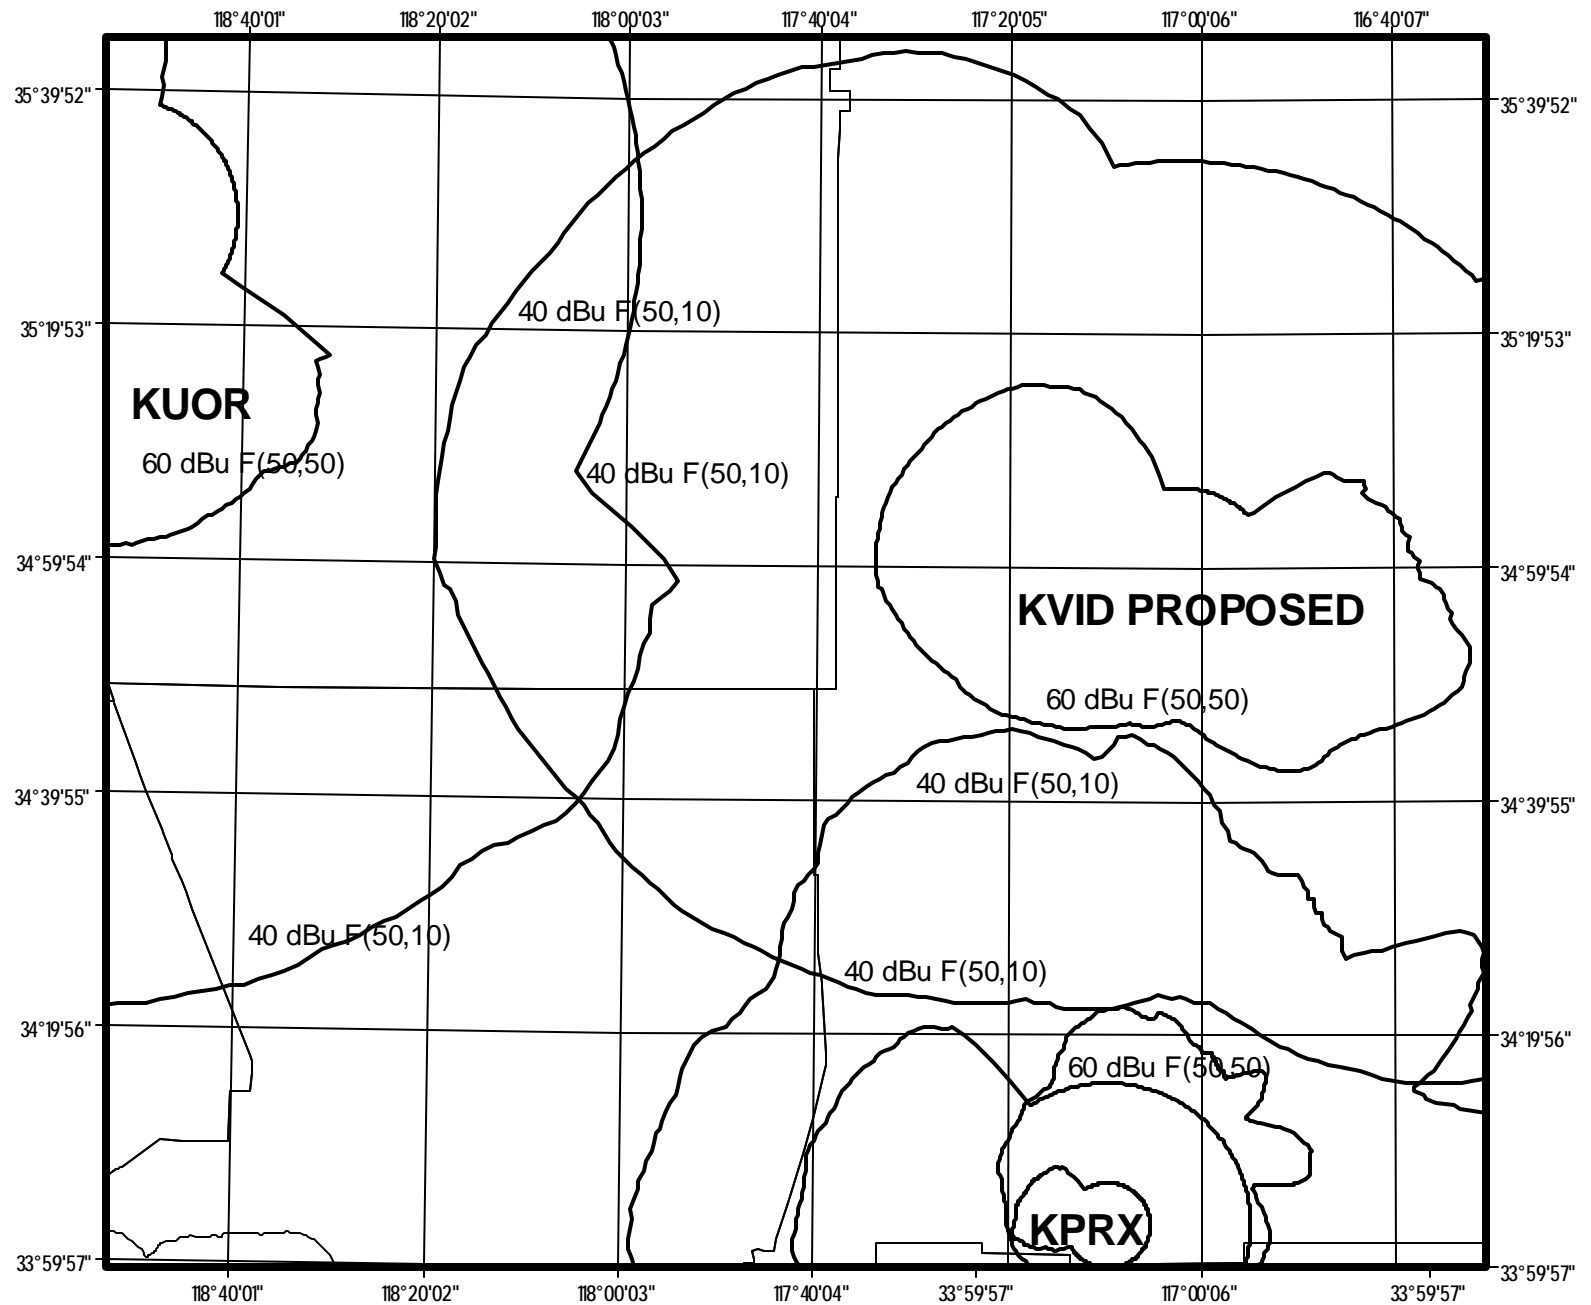 118°40'01" 118°20'02" 118°00'03" 117°40'04" 117°20'05" 117°00'06" 116°40'07"
35°39'52" 35°39'52"
40 dBu F(50,10)
35°19'53" 35°19'53"
KUOR
60 dBu F(50,50)
40 dBu F(50,10)
34°59'54" 34°59'54"
KVID PROPOSED
60 dBu F(50,50)
40 dBu F(50,10)
34°39'55" 34°39'55"
40 dBu F(50,10)
40 dBu F(50,10)
34°19'56" 34°19'56"
60 dBu F(50,50)
KPRX
33°59'57" 33°59'57"
118°40'01" 118°20'02" 118°00'03" 117°40'04" 33°59'57" 117°00'06" 33°59'57"